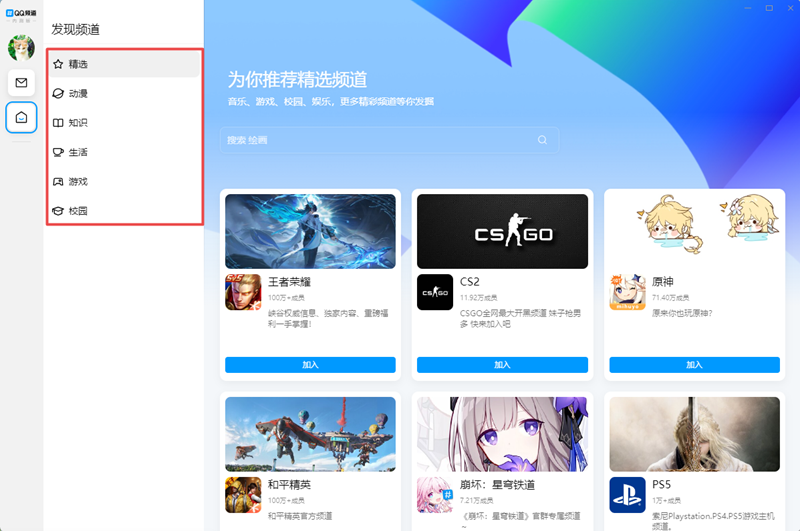 QQ频道
发现频道
精选
动漫
知识
生活
游戏
校园
为你推荐精选频道
音乐、游戏、校园、娱乐，更多精彩频道等你发掘
搜索 绘画
王者荣耀
100万+成员
峡谷权威信息、独家内容、重磅福
利一手掌握!
加入
CS GO
CS GO
CS2
11.92万成员
CSGO全网最大开黑频道 妹子枪男
多 快来加入吧
加入
原神
71.40万成员
原来你也玩原神？
加入
和平精英
100万+成员
和平精英官方频道
崩坏：星穹铁道
7.21万成员
《崩坏：星穹铁道》官群专属频道
~
PS5
1万+成员
索尼Playstation.PS4.PS5游戏主机
频道。